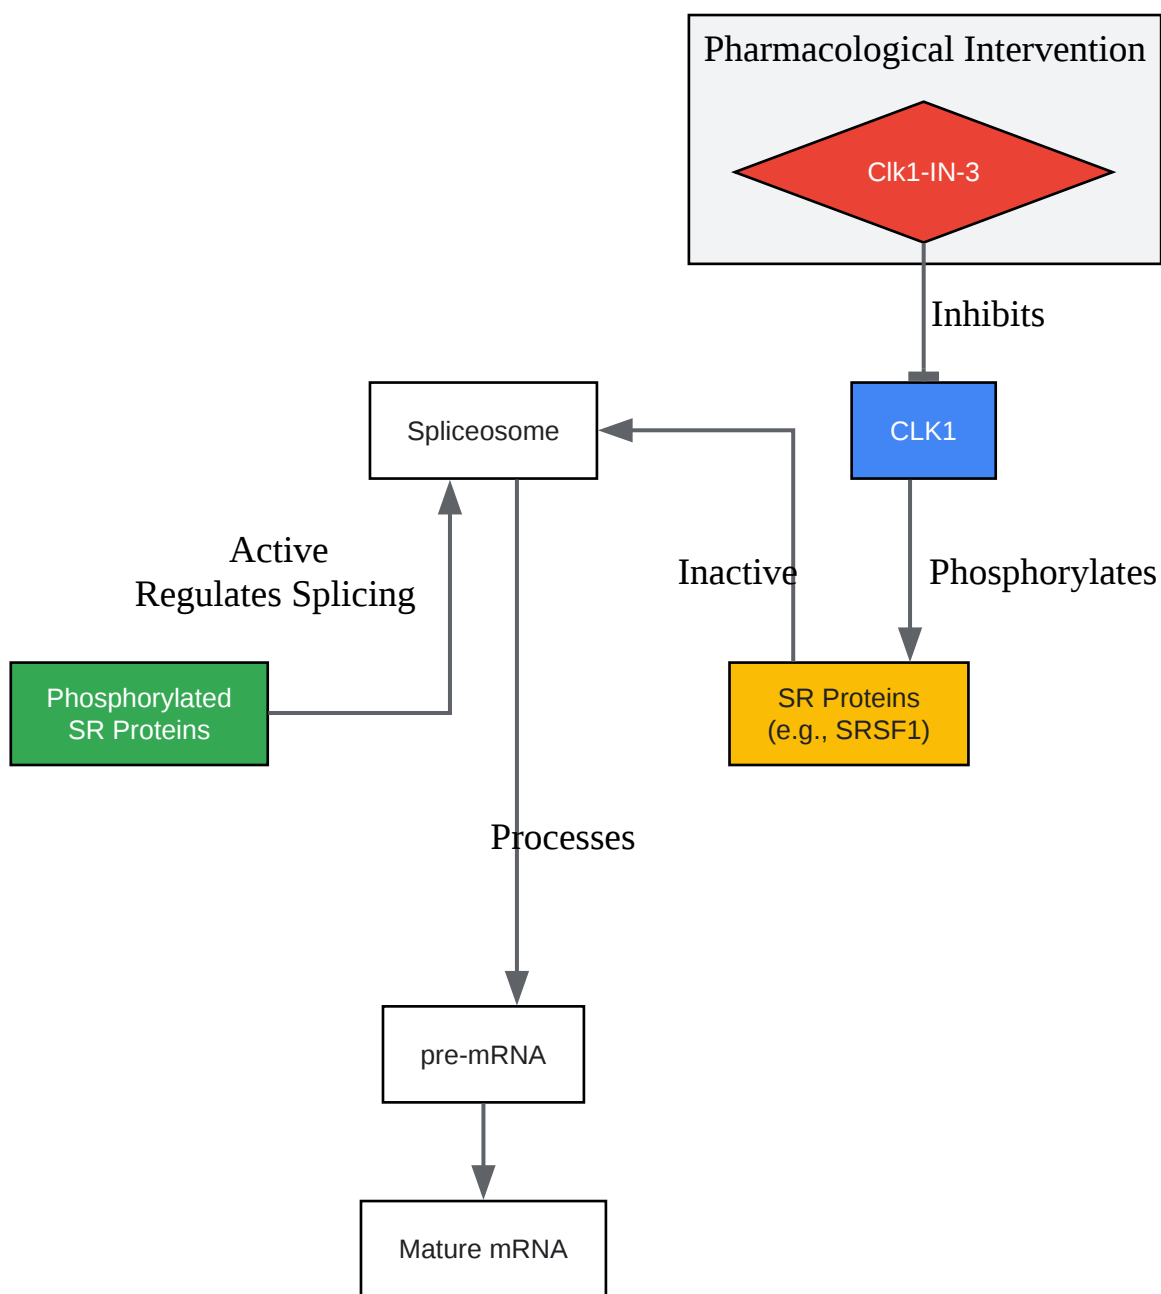 Pharmacological Intervention
Clk1-IN-3
Inhibits
Spliceosome
CLK1
Active
Regulates Splicing
Inactive
Phosphorylates
Phosphorylated
SR Proteins
SR Proteins
(e.g., SRSF1)
Processes
pre-mRNA
Mature mRNA